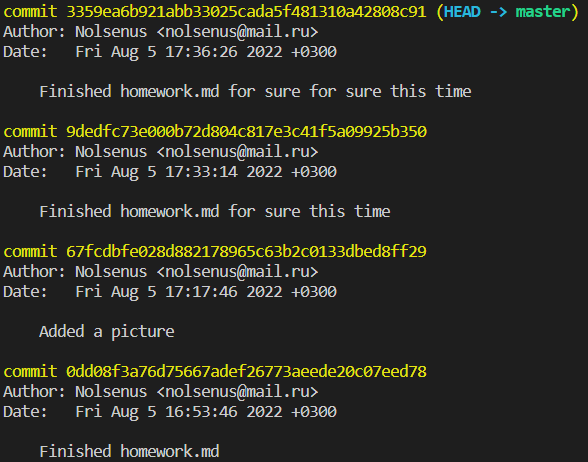 commit 3359ea6b921abb33025cada5f481310a42808c91 (HEAD -> master)
Author: Nolsenus <nolsenus@mail.ru>
Date:   Fri Aug 5 17:36:26 2022 +0300
    Finished homework.md for sure for sure this time
commit 9dedfc73e000b72d804c817e3c41f5a09925b350
Author: Nolsenus <nolsenus@mail.ru>
Date:   Fri Aug 5 17:33:14 2022 +0300
    Finished homework.md for sure this time
commit 67fcdbfe028d882178965c63b2c0133dbed8ff29
Author: Nolsenus <nolsenus@mail.ru>
Date:   Fri Aug 5 17:17:46 2022 +0300
    Added a picture
commit 0dd08f3a76d75667adef26773aeede20c07eed78
Author: Nolsenus <nolsenus@mail.ru>
Date:   Fri Aug 5 16:53:46 2022 +0300
    Finished homework.md